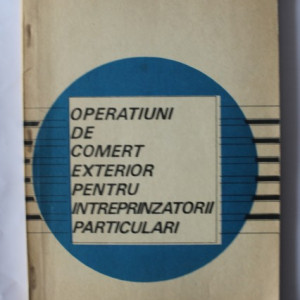 OPERATIUNI
DE
COMERT
EXTERIOR
PENTRU
INTREPRINZATORII
PARTICULARI